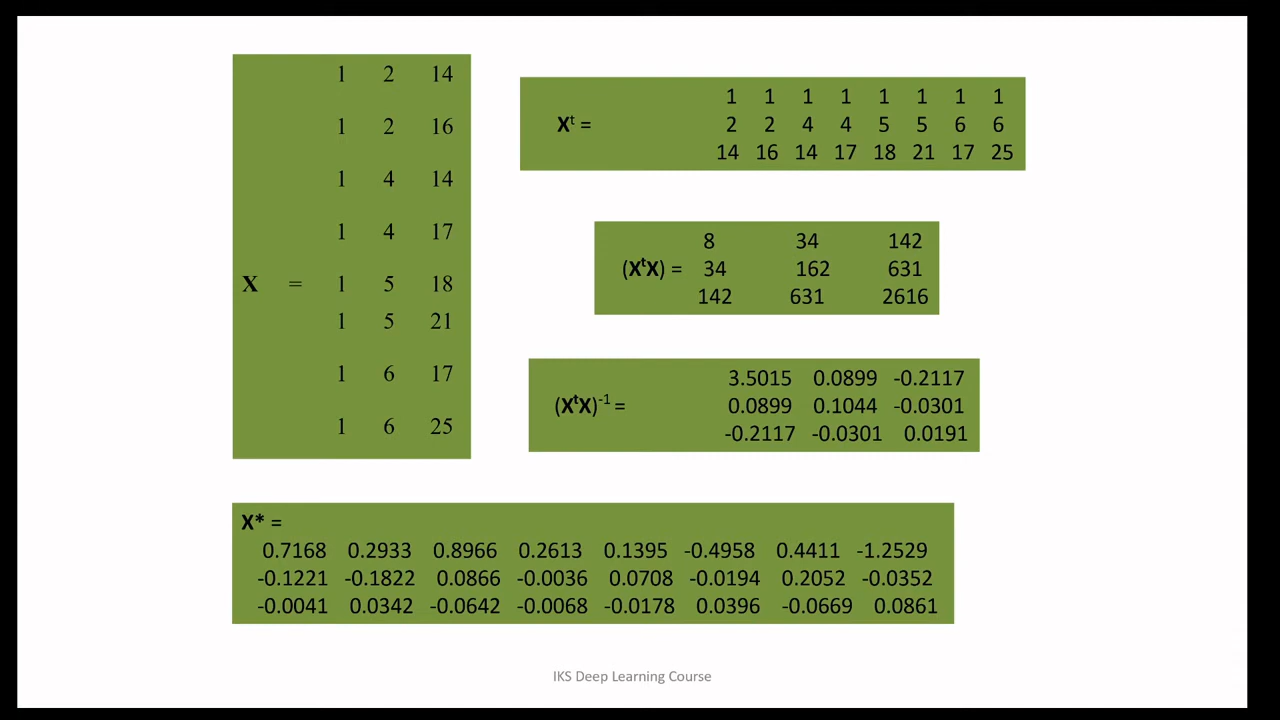 1 2 14
1 2 16
1 4 14
1 4 17
X = 1 5 18
1 5 21
1 6 17
1 6 25
1 1 1 1 1 1 1 1
Xᵗ = 2 2 4 4 5 5 6 6
14 16 14 17 18 21 17 25
8 34 142
(XᵗX) = 34 162 631
142 631 2616
3.5015 0.0899 -0.2117
(XᵗX)⁻¹ = 0.0899 0.1044 -0.0301
-0.2117 -0.0301 0.0191
X* =
0.7168 0.2933 0.8966 0.2613 0.1395 -0.4958 0.4411 -1.2529
-0.1221 -0.1822 0.0866 -0.0036 0.0708 -0.0194 0.2052 -0.0352
-0.0041 0.0342 -0.0642 -0.0068 -0.0178 0.0396 -0.0669 0.0861
IKS Deep Learning Course